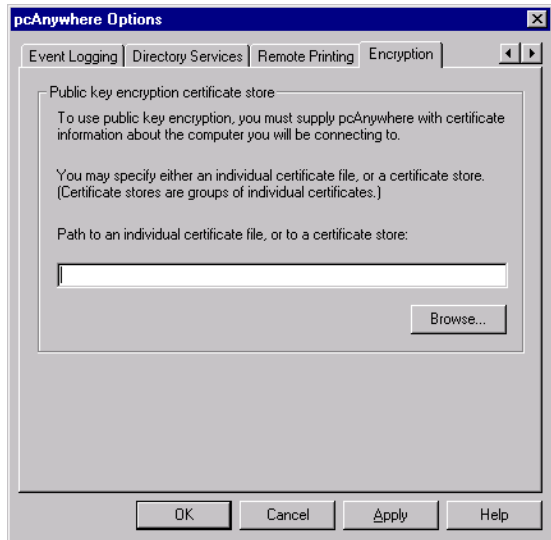 pcAnywhere Options
Event Logging
Directory Services
Remote Printing
Encryption
Public key encryption certificate store
To use public key encryption, you must supply pcAnywhere with certificate
information about the computer you will be connecting to.
You may specify either an individual certificate file, or a certificate store.
(Certificate stores are groups of individual certificates.)
Path to an individual certificate file, or to a certificate store:
Browse...
OK
Cancel
Apply
Help